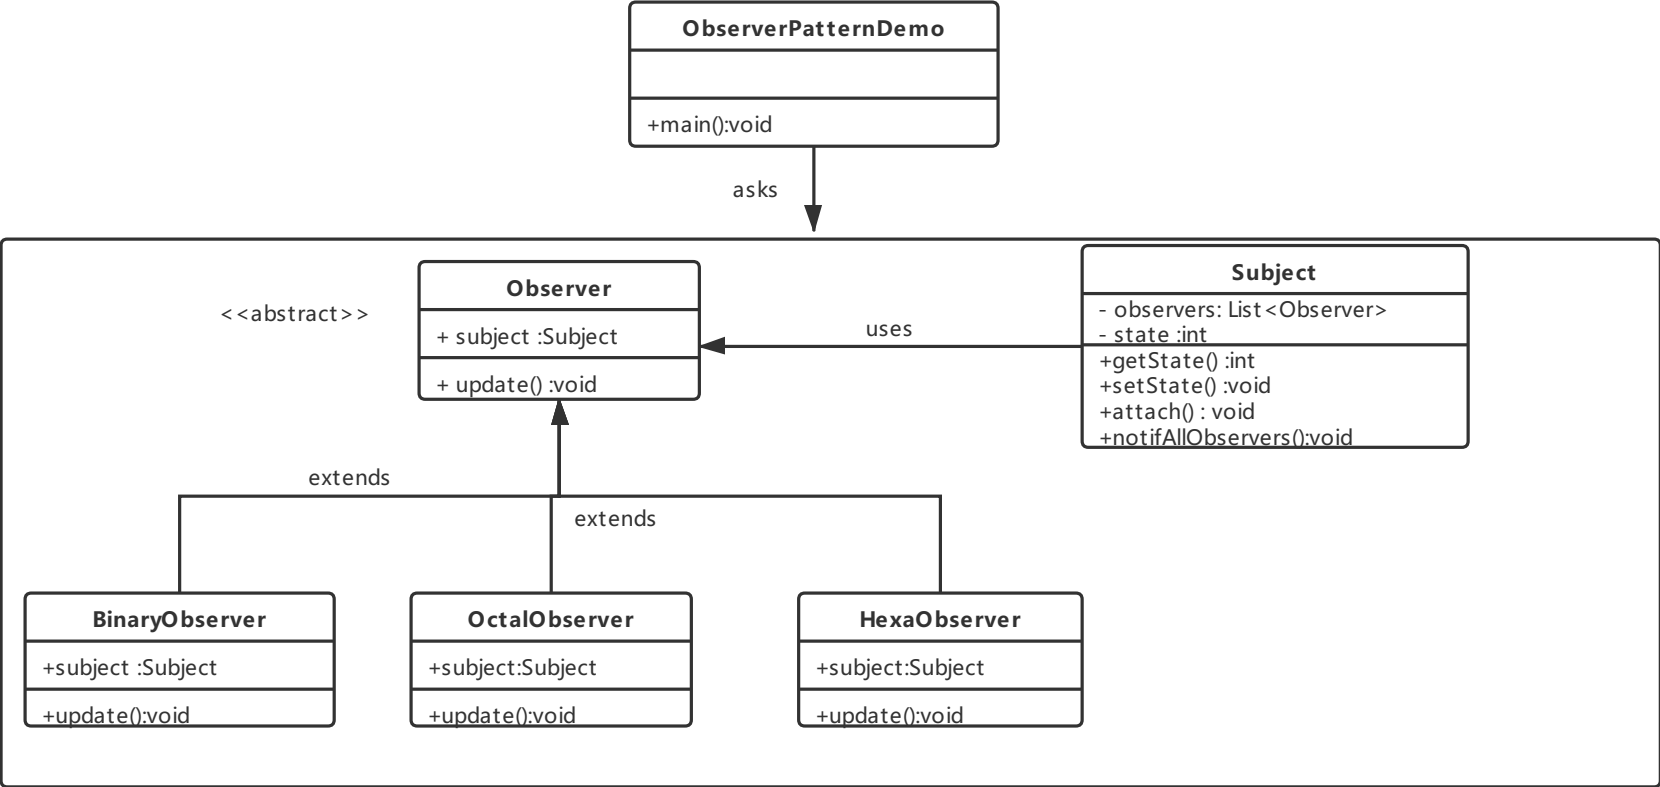 ObserverPatternDemo
+main():void
asks
<<abstract>>
Observer
+ subject :Subject
+ update() :void
uses
Subject
- observers: List<Observer>
- state :int
+getState() :int
+setState() :void
+attach() : void
+notifAllObservers():void
extends
extends
BinaryObserver
+subject :Subject
+update():void
OctalObserver
+subject:Subject
+update():void
HexaObserver
+subject:Subject
+update():void